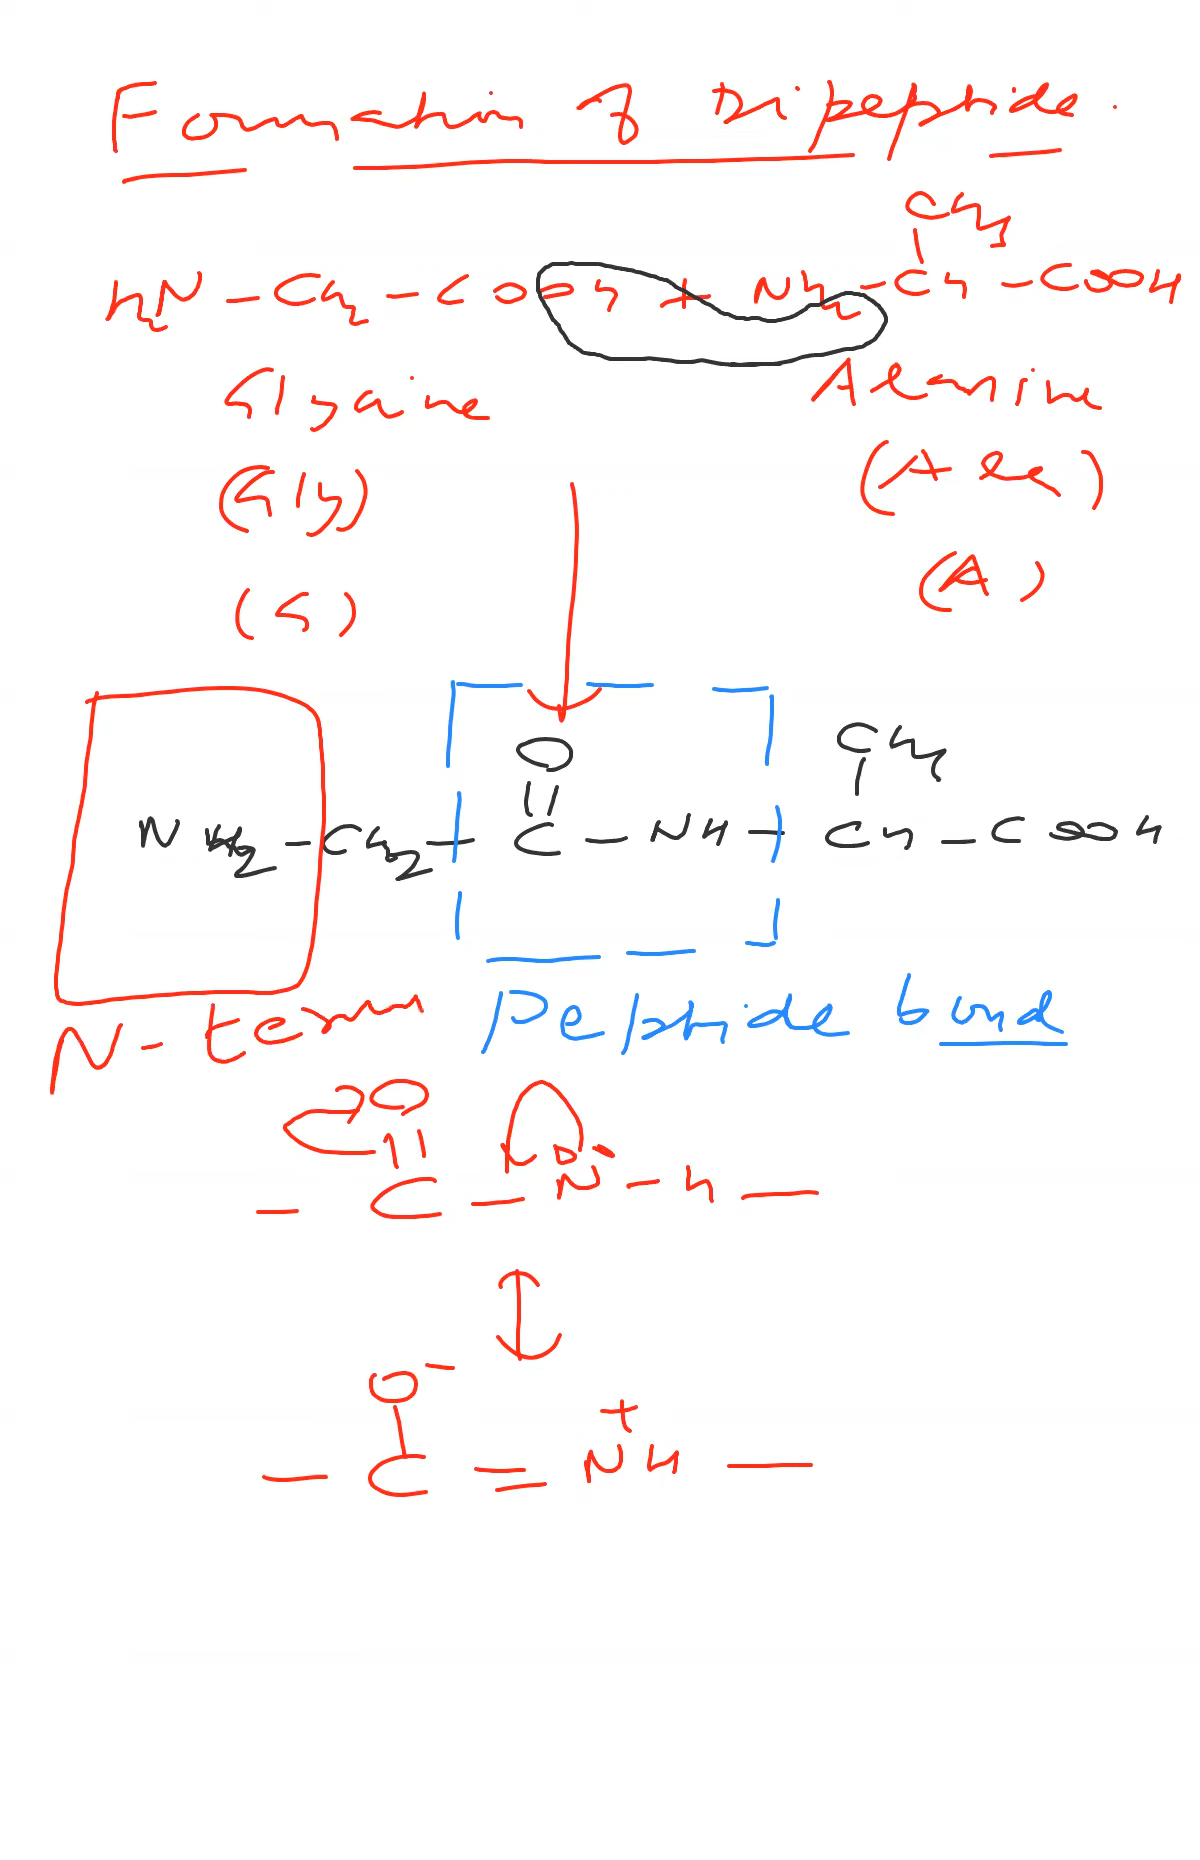 Formation of Tripeptide.
CH₃
|
H₂N - CH₂ - COOH + NH₂ - CH - COOH
Glycine Alanine
(Gly) (Ala)
(G) (A)
O CH₃
|| |
NH₂ - CH₂ - C - NH - CH - COOH
N-term Peptide bond
O
||
- C - N̈ - H -
O⁻ +
|
- C = NH -